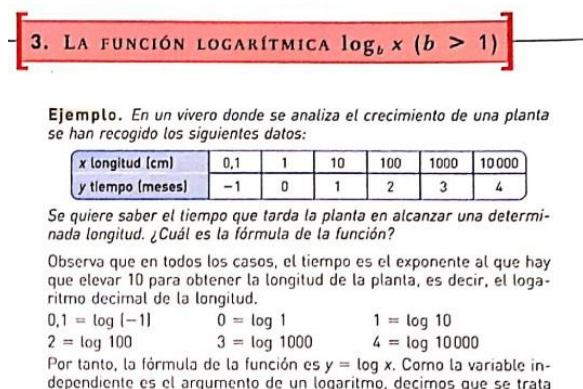 3. LA FUNCIÓN LOGARÍTMICA log_b x (b > 1)
Ejemplo. En un vivero donde se analiza el crecimiento de una planta
se han recogido los siguientes datos:
x longitud (cm) 0,1 1 10 100 1000 10 000
y tiempo (meses) −1 0 1 2 3 4
Se quiere saber el tiempo que tarda la planta en alcanzar una determi-
nada longitud. ¿Cuál es la fórmula de la función?
Observa que en todos los casos, el tiempo es el exponente al que hay
que elevar 10 para obtener la longitud de la planta, es decir, el loga-
ritmo decimal de la longitud.
0,1 = log (−1) 0 = log 1 1 = log 10
2 = log 100 3 = log 1000 4 = log 10 000
Por tanto, la fórmula de la función es y = log x. Como la variable in-
dependiente es el argumento de un logaritmo, decimos que se trata